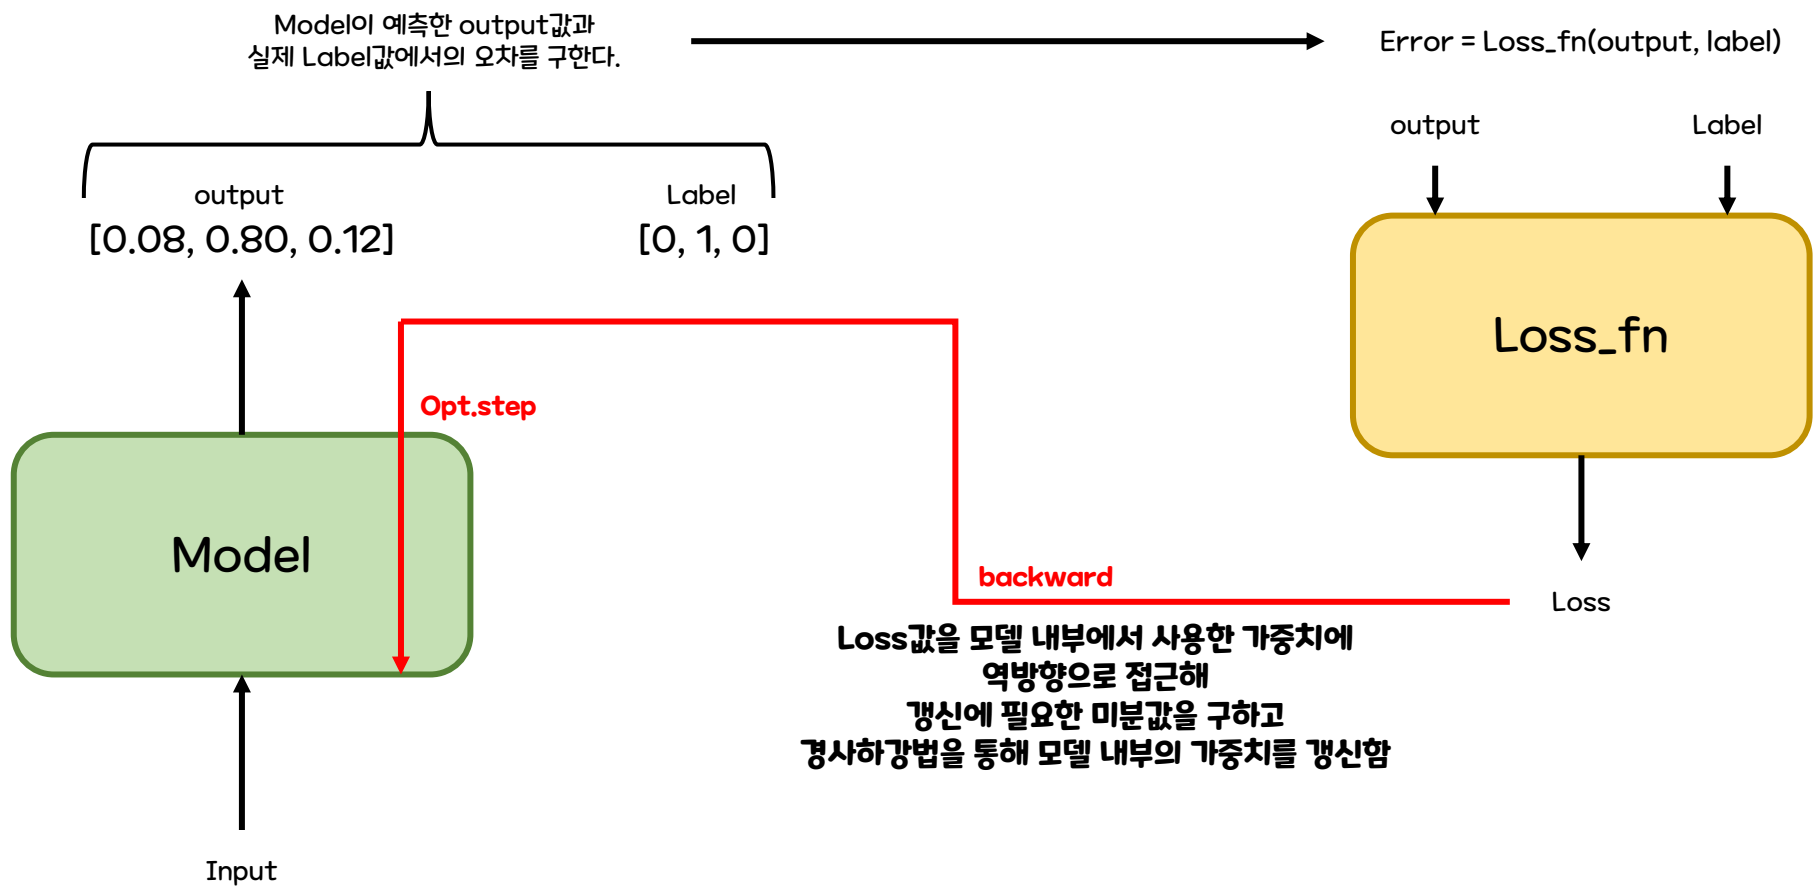 Model이 예측한 output값과
실제 Label값에서의 오차를 구한다.
Error = Loss_fn(output, label)
output
Label
output
Label
[0.08, 0.80, 0.12]
[0, 1, 0]
Loss_fn
Opt.step
Model
backward
Loss
Loss값을 모델 내부에서 사용한 가중치에
역방향으로 접근해
갱신에 필요한 미분값을 구하고
경사하강법을 통해 모델 내부의 가중치를 갱신함
Input